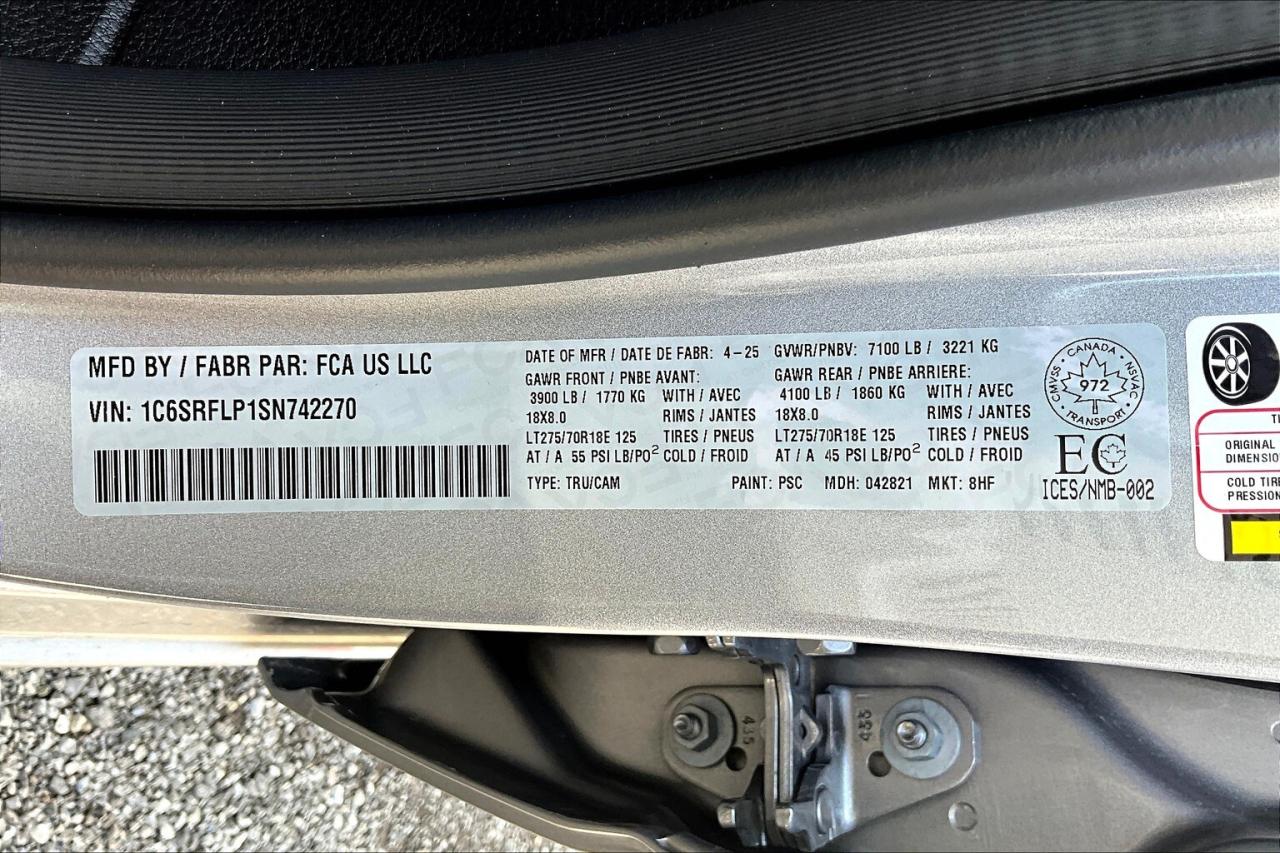 MFD BY / FABR PAR: FCA US LLC
VIN: 1C6SRFLP1SN742270
DATE OF MFR / DATE DE FABR: 4-25
GAWR FRONT / PNBE AVANT:
3900 LB / 1770 KG WITH / AVEC
18X8.0 RIMS / JANTES
LT275/70R18E 125 TIRES / PNEUS
AT / A 55 PSI LB/PO² COLD / FROID
TYPE: TRU/CAM
GVWR/PNBV: 7100 LB / 3221 KG
GAWR REAR / PNBE ARRIERE:
4100 LB / 1860 KG WITH / AVEC
18X8.0 RIMS / JANTES
LT275/70R18E 125 TIRES / PNEUS
AT / A 45 PSI LB/PO² COLD / FROID
PAINT: PSC MDH: 042821 MKT: 8HF
CANADA
CMVSS 972 NSVAC
TRANSPORT
EC
ICES/NMB-002
ORIGINAL
DIMENSION
COLD TIRE
PRESSION
435